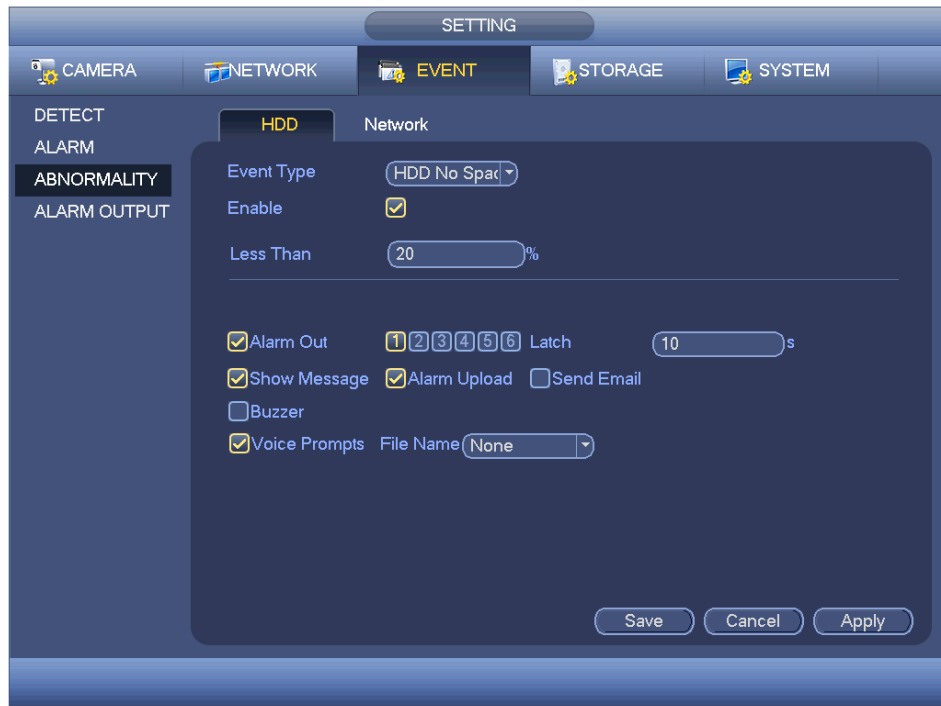 SETTING
CAMERA NETWORK EVENT STORAGE SYSTEM
DETECT
ALARM
ABNORMALITY
ALARM OUTPUT
HDD Network
Event Type HDD No Spac
Enable
Less Than 20 %
Alarm Out 1 2 3 4 5 6 Latch 10 s
Show Message Alarm Upload Send Email
Buzzer
Voice Prompts File Name None
Save Cancel Apply